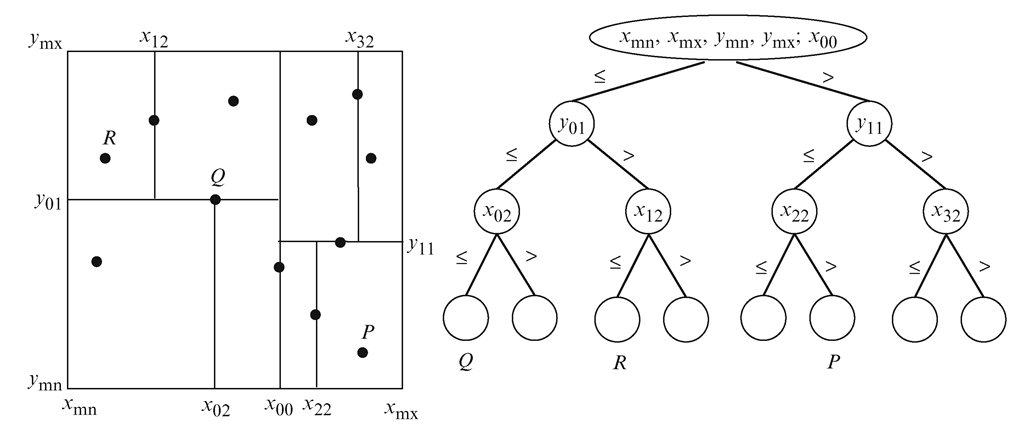 y_mx x_12 x_32
R
Q
y_01
y_11
P
y_mn
x_mn x_02 x_00 x_22 x_mx
x_mn, x_mx, y_mn, y_mx; x_00
≤ >
y_01 y_11
≤ > ≤ >
x_02 x_12 x_22 x_32
≤ > ≤ > ≤ > ≤ >
Q R P